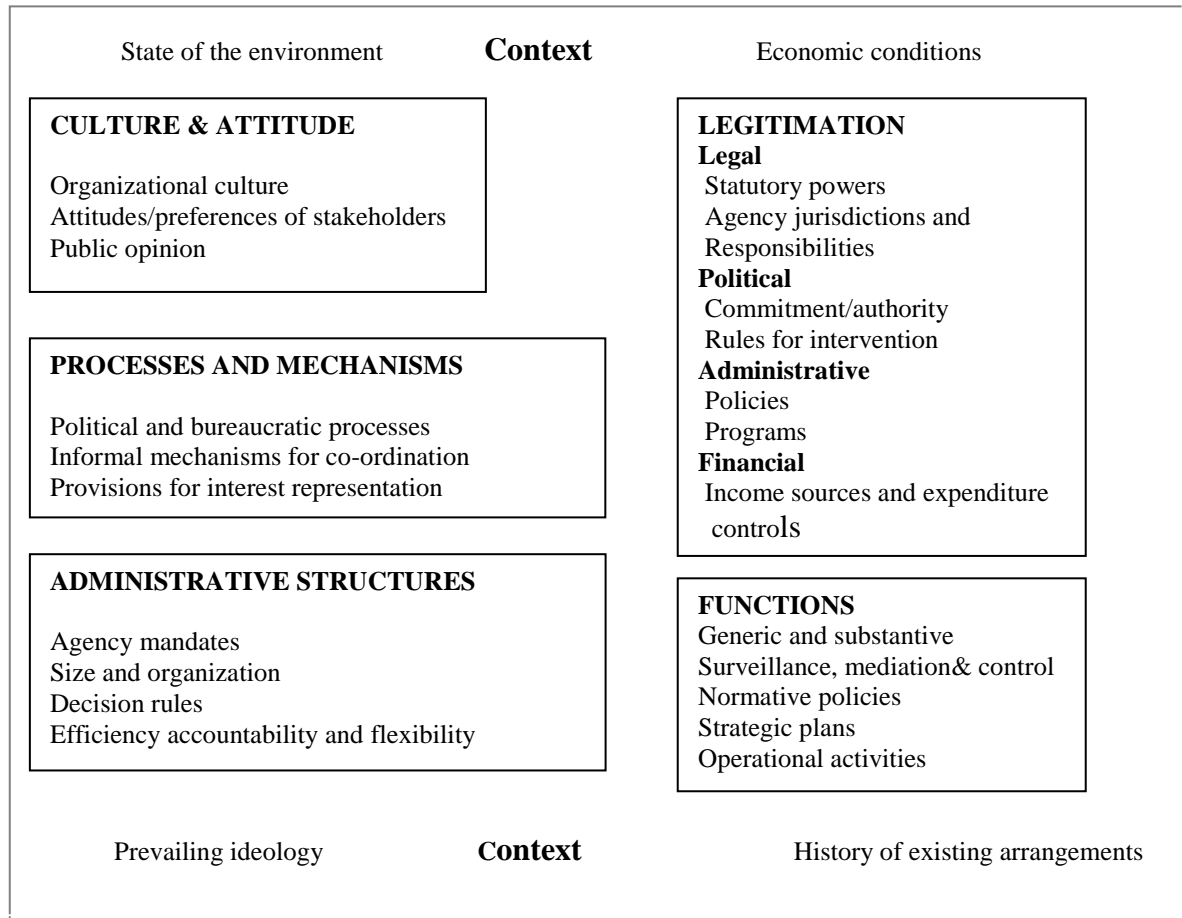 State of the environment Context Economic conditions
CULTURE & ATTITUDE
Organizational culture
Attitudes/preferences of stakeholders
Public opinion
PROCESSES AND MECHANISMS
Political and bureaucratic processes
Informal mechanisms for co-ordination
Provisions for interest representation
ADMINISTRATIVE STRUCTURES
Agency mandates
Size and organization
Decision rules
Efficiency accountability and flexibility
LEGITIMATION
Legal
Statutory powers
Agency jurisdictions and
Responsibilities
Political
Commitment/authority
Rules for intervention
Administrative
Policies
Programs
Financial
Income sources and expenditure
controls
FUNCTIONS
Generic and substantive
Surveillance, mediation& control
Normative policies
Strategic plans
Operational activities
Prevailing ideology Context History of existing arrangements